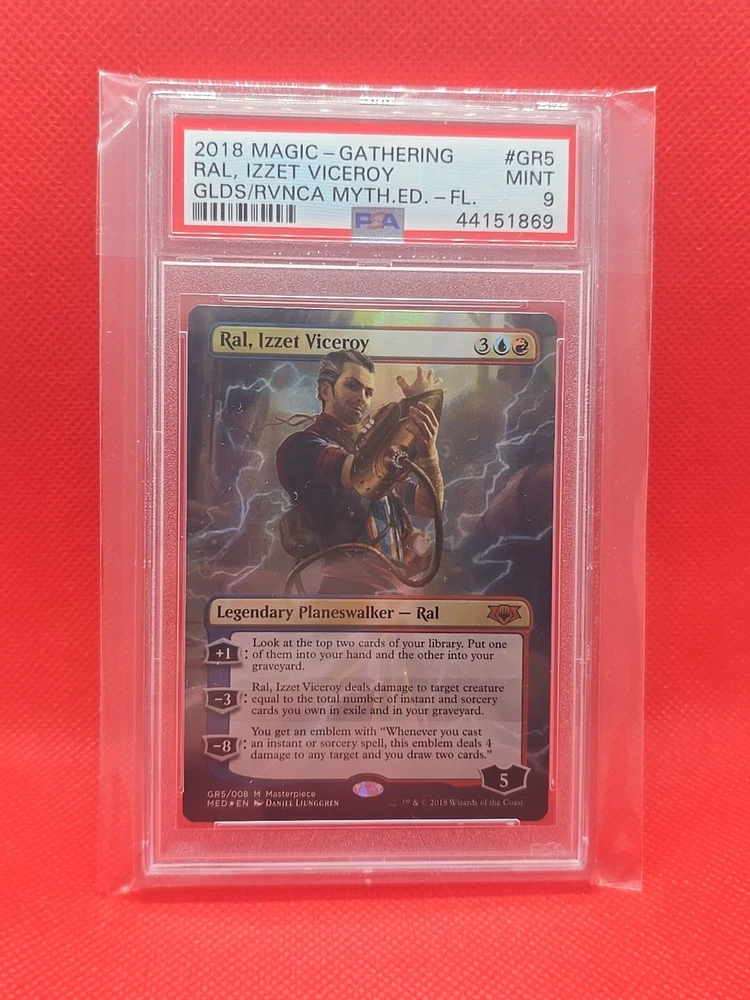 2018 MAGIC - GATHERING #GR5
RAL, IZZET VICEROY MINT
GLDS/RVNCA MYTH.ED. -FL. 9
PSA 44151869
Ral, Izzet Viceroy 3
Legendary Planeswalker — Ral
+1: Look at the top two cards of your library. Put one
of them into your hand and the other into your
graveyard.
-3: Ral, Izzet Viceroy deals damage to target creature
equal to the total number of instant and sorcery
cards you own in exile and in your graveyard.
-8: You get an emblem with “Whenever you cast
an instant or sorcery spell, this emblem deals 4
damage to any target and you draw two cards.”
5
GR5/008 M Masterpiece
MED★EN Daniel Ljunggren & © 2018 Wizards of the Coast